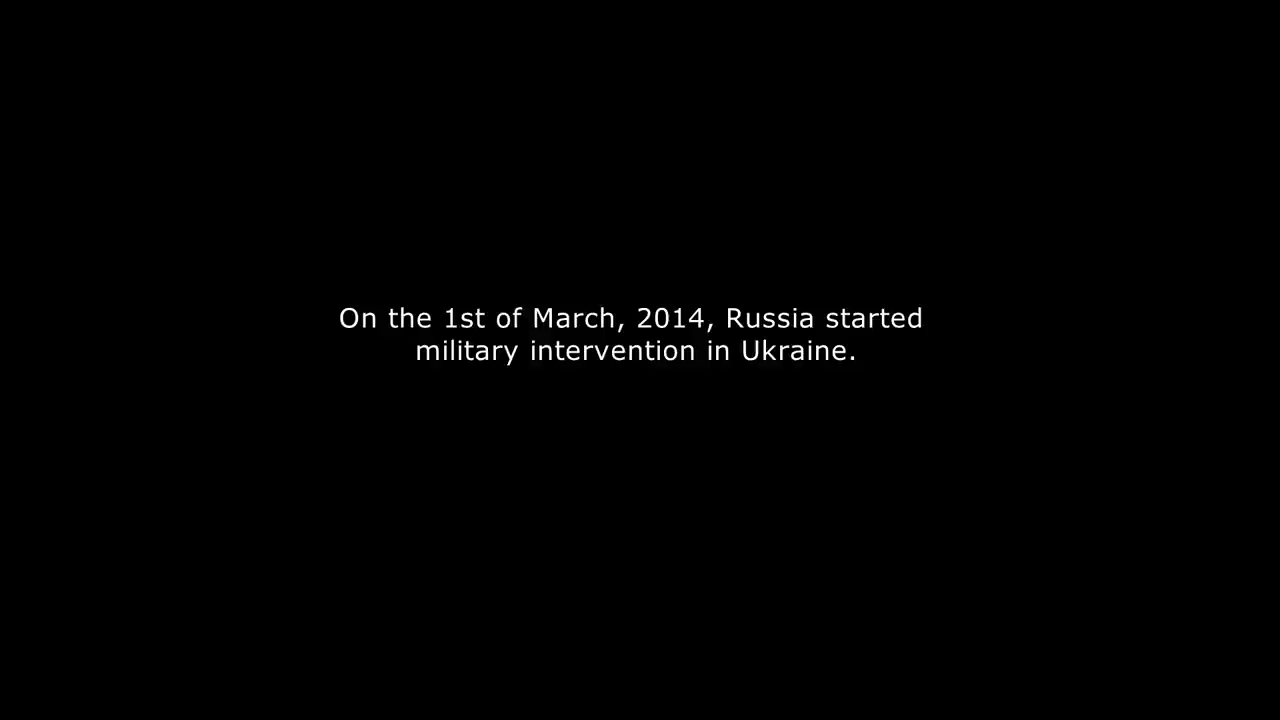 On the 1st of March, 2014, Russia started
military intervention in Ukraine.